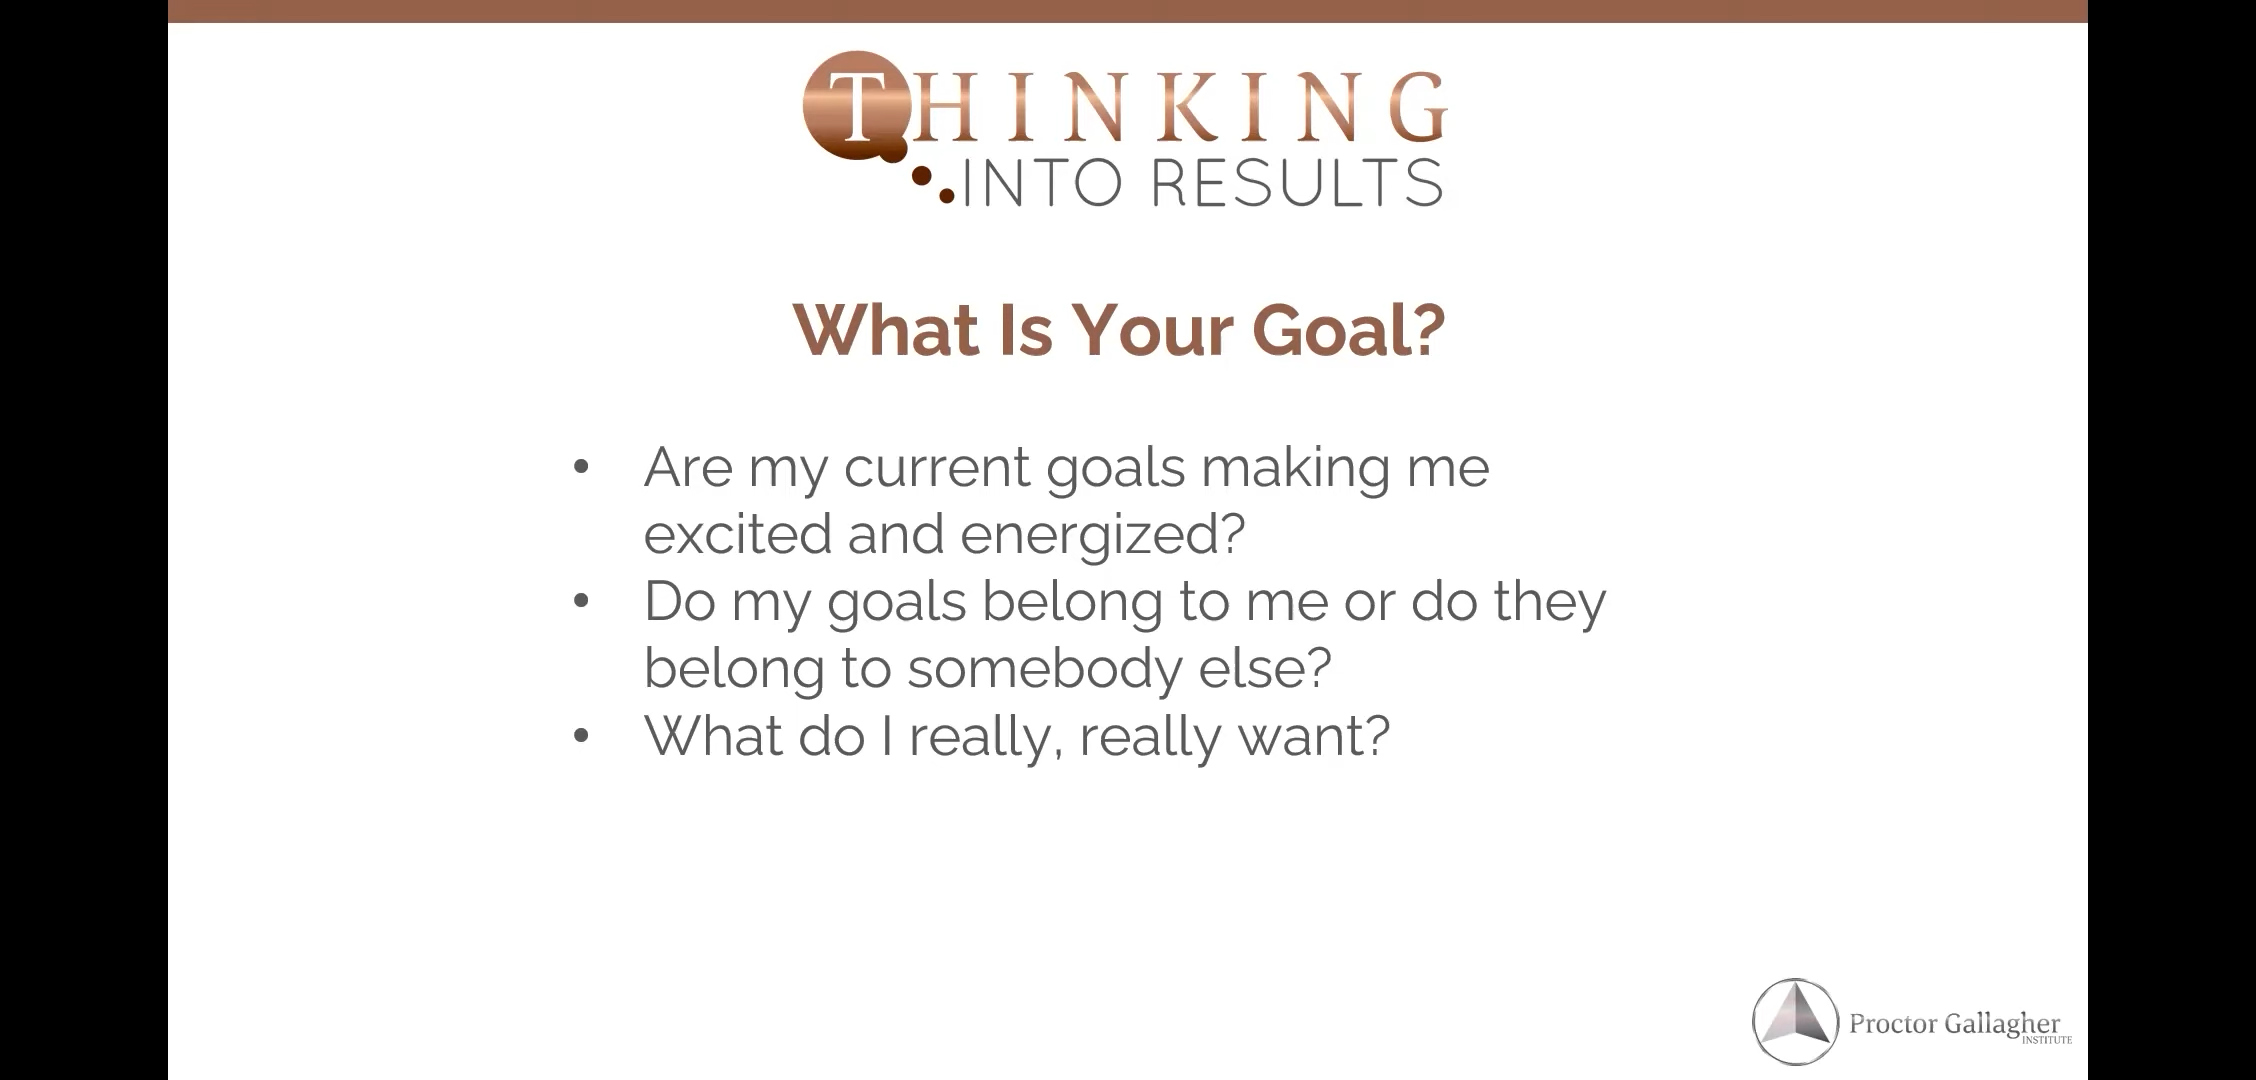 THINKING
INTO RESULTS
What Is Your Goal?
• Are my current goals making me
excited and energized?
• Do my goals belong to me or do they
belong to somebody else?
• What do I really, really want?
Proctor Gallagher
INSTITUTE